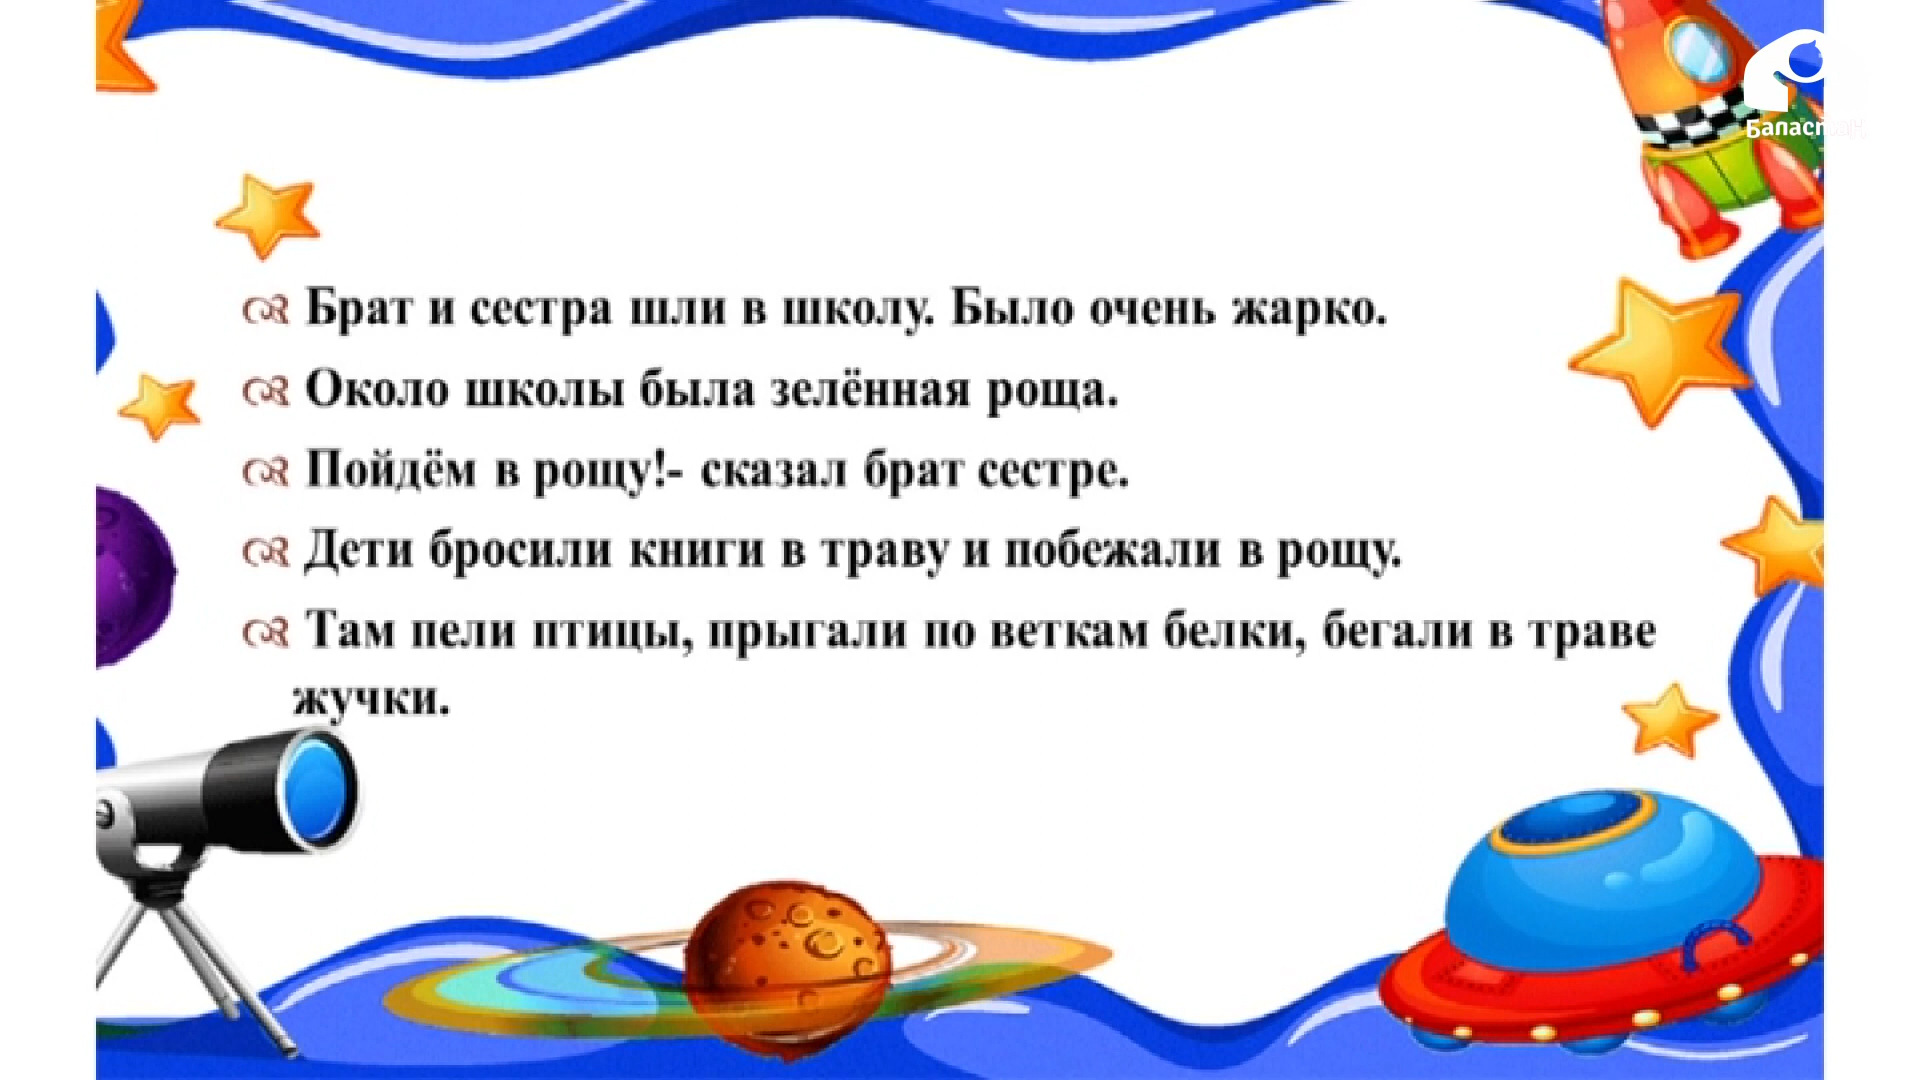 Баластан
Брат и сестра шли в школу. Было очень жарко.
Около школы была зелённая роща.
Пойдём в рощу!- сказал брат сестре.
Дети бросили книги в траву и побежали в рощу.
Там пели птицы, прыгали по веткам белки, бегали в траве
жучки.